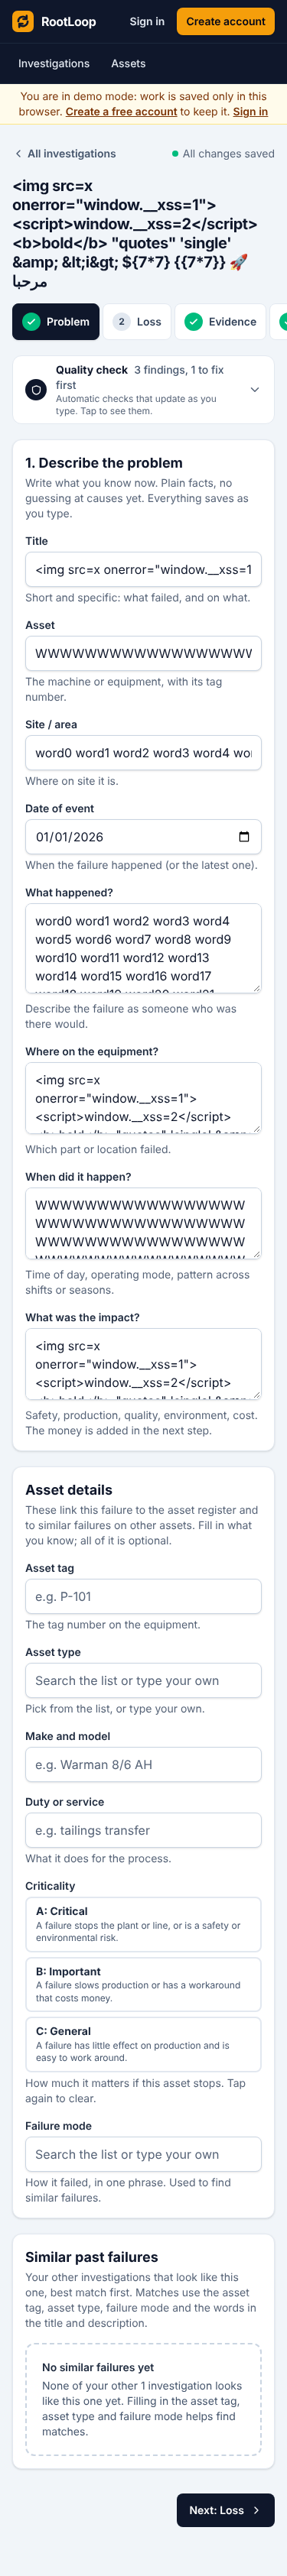 RootLoop Sign in Create account
Investigations Assets
You are in demo mode: work is saved only in this
browser. Create a free account to keep it. Sign in
All investigations All changes saved
<img src=x
onerror="window.__xss=1">
<script>window.__xss=2</script>
<b>bold</b> "quotes" 'single'
&amp; &lt;i&gt; ${7*7} {{7*7}} 🚀
مرحبا
Problem 2 Loss Evidence
Quality check 3 findings, 1 to fix
first
Automatic checks that update as you
type. Tap to see them.
1. Describe the problem
Write what you know now. Plain facts, no
guessing at causes yet. Everything saves as
you type.
Title
<img src=x onerror="window.__xss=1
Short and specific: what failed, and on what.
Asset
WWWWWWWWWWWWWWWWWW
The machine or equipment, with its tag
number.
Site / area
word0 word1 word2 word3 word4 wor
Where on site it is.
Date of event
01/01/2026
When the failure happened (or the latest one).
What happened?
word0 word1 word2 word3 word4
word5 word6 word7 word8 word9
word10 word11 word12 word13
word14 word15 word16 word17
word18 word19 word20 word21
Describe the failure as someone who was
there would.
Where on the equipment?
<img src=x
onerror="window.__xss=1">
<script>window.__xss=2</script>
<b>bold</b> "quotes" 'single' &amp;
Which part or location failed.
When did it happen?
WWWWWWWWWWWWWWWWW
WWWWWWWWWWWWWWWWW
WWWWWWWWWWWWWWWWW
WWWWWWWWWWWWWWWWW
Time of day, operating mode, pattern across
shifts or seasons.
What was the impact?
<img src=x
onerror="window.__xss=1">
<script>window.__xss=2</script>
<b>bold</b> "quotes" 'single' &amp;
Safety, production, quality, environment, cost.
The money is added in the next step.
Asset details
These link this failure to the asset register and
to similar failures on other assets. Fill in what
you know; all of it is optional.
Asset tag
e.g. P-101
The tag number on the equipment.
Asset type
Search the list or type your own
Pick from the list, or type your own.
Make and model
e.g. Warman 8/6 AH
Duty or service
e.g. tailings transfer
What it does for the process.
Criticality
A: Critical
A failure stops the plant or line, or is a safety or
environmental risk.
B: Important
A failure slows production or has a workaround
that costs money.
C: General
A failure has little effect on production and is
easy to work around.
How much it matters if this asset stops. Tap
again to clear.
Failure mode
Search the list or type your own
How it failed, in one phrase. Used to find
similar failures.
Similar past failures
Your other investigations that look like this
one, best match first. Matches use the asset
tag, asset type, failure mode and the words in
the title and description.
No similar failures yet
None of your other 1 investigation looks
like this one yet. Filling in the asset tag,
asset type and failure mode helps find
matches.
Next: Loss